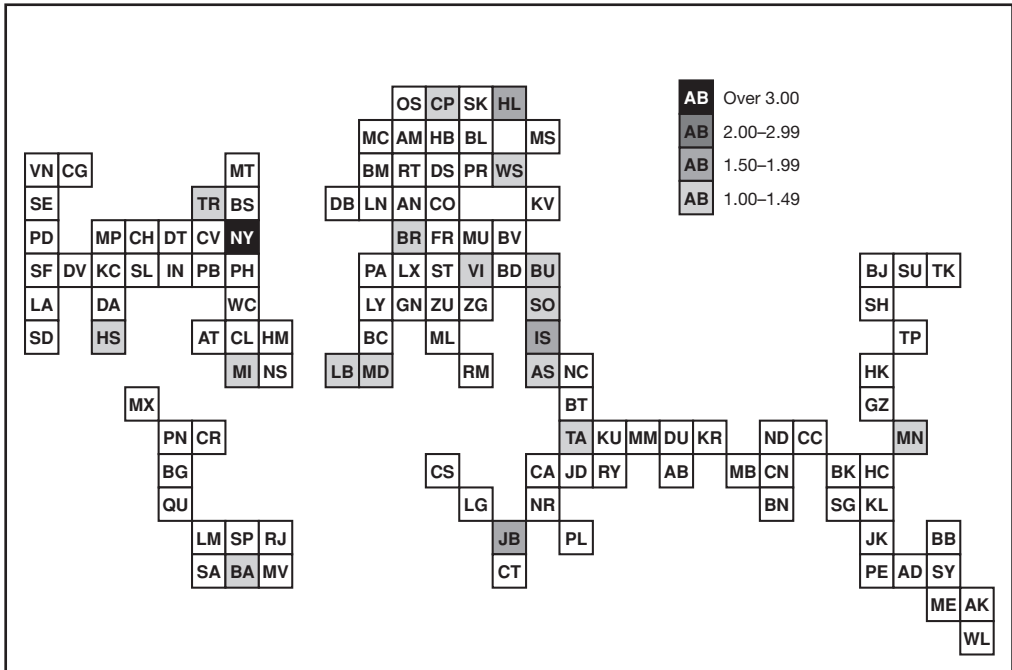 OS CP SK HL AB Over 3.00
MC AM HB BL MS AB 2.00–2.99
VN CG MT BM RT DS PR WS AB 1.50–1.99
SE TR BS DB LN AN CO KV AB 1.00–1.49
PD MP CH DT CV NY BR FR MU BV
SF DV KC SL IN PB PH PA LX ST VI BD BU BJ SU TK
LA DA WC LY GN ZU ZG SO SH
SD HS AT CL HM BC ML IS TP
MI NS LB MD RM AS NC HK
MX BT GZ
PN CR TA KU MM DU KR ND CC MN
BG CS CA JD RY AB MB CN BK HC
QU LG NR BN SG KL
LM SP RJ JB PL JK BB
SA BA MV CT PE AD SY
ME AK
WL